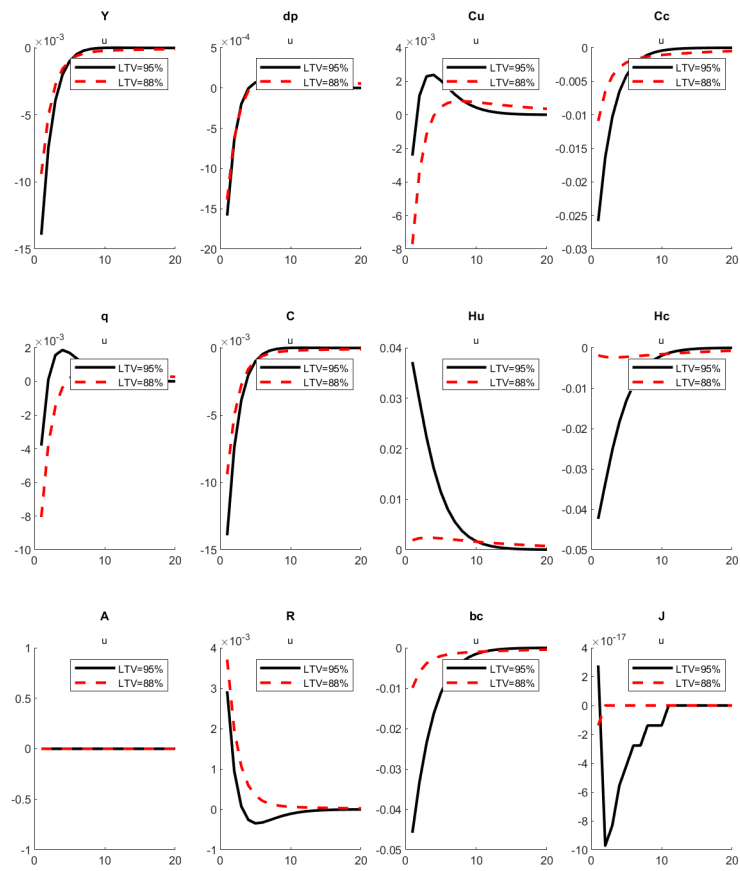 Y dp Cu Cc
×10-3 ×10-4 ×10-3
u u u u
0 5 4 0
LTV=95% LTV=95% LTV=95% LTV=95%
LTV=88% LTV=88% LTV=88% LTV=88%
0 2 -0.005
-5 -5 0 -0.01
-0.015
-10 -2 -0.02
-10 -15 -4 -0.025
-6
-15 -20 -8 -0.03
0 10 20 0 10 20 0 10 20 0 10 20
q C Hu Hc
×10-3 ×10-3
u u u u
2 0 0.04 0
LTV=95% LTV=95% LTV=95% LTV=95%
LTV=88% LTV=88% LTV=88% LTV=88%
0 -0.01
-2 -5 0.03 -0.02
-4 0.02
-6 -10 -0.03
-8 0.01 -0.04
-10 -15 0 -0.05
0 10 20 0 10 20 0 10 20 0 10 20
A R bc J
×10-3 ×10-17
u u u u
1 4 0 4
LTV=95% LTV=95% LTV=95% LTV=95%
LTV=88% LTV=88% LTV=88% LTV=88%
0.5 3 -0.01 2
0 2 -0.02 0
-2
1 -0.03 -4
-0.5 0 -0.04 -6
-8
-1 -1 -0.05 -10
0 10 20 0 10 20 0 10 20 0 10 20